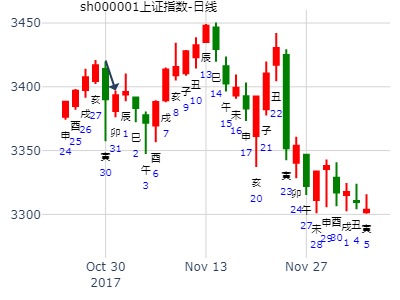 sh000001上证指数-日线
3450
3400
3350
3300
申
24
酉
25
戌
26
亥
27
寅
30
卯
31
辰
1
巳
2
午
3
酉
6
戌
7
亥
8
子
9
丑
10
辰
13
巳
14
午
15
未
16
申
17
亥
20
子
21
丑
22
寅
23
卯
24
午
27
未
28
酉
29
申
30
戌
1
丑
4
寅
5
Oct 30
2017
Nov 13
Nov 27